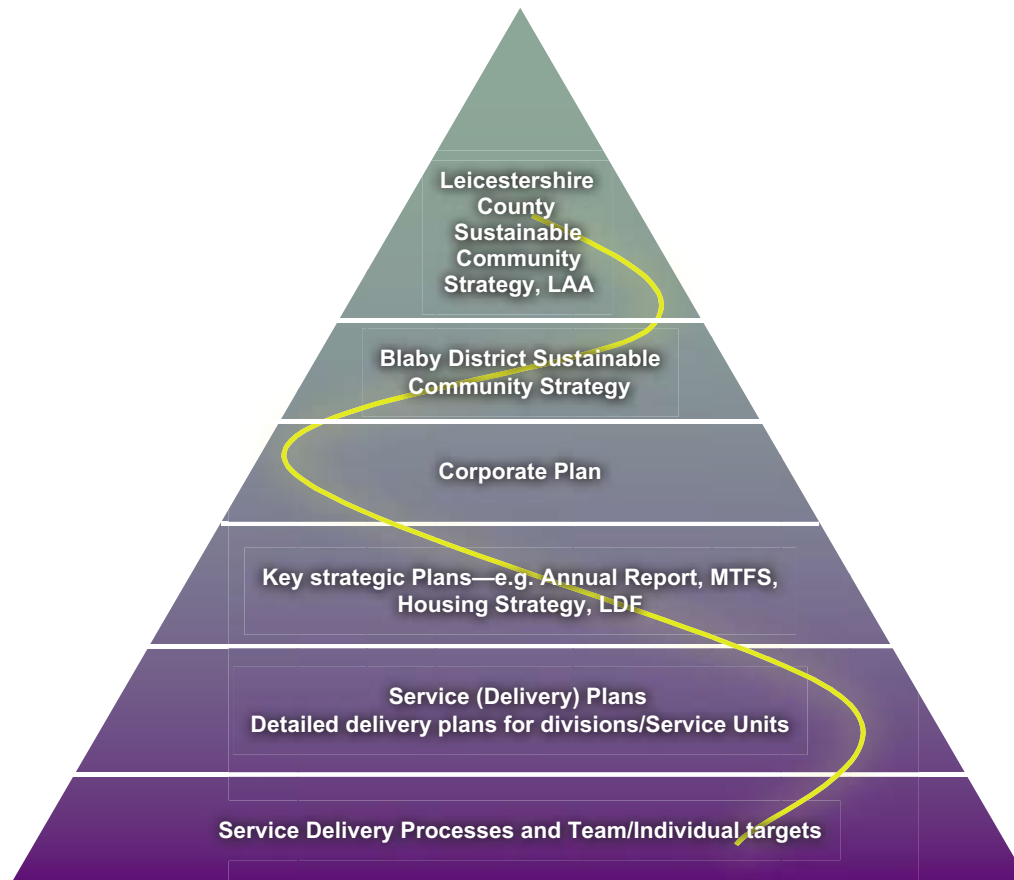 Leicestershire
County
Sustainable
Community
Strategy, LAA
Blaby District Sustainable
Community Strategy
Corporate Plan
Key strategic Plans—e.g. Annual Report, MTFS,
Housing Strategy, LDF
Service (Delivery) Plans
Detailed delivery plans for divisions/Service Units
Service Delivery Processes and Team/Individual targets